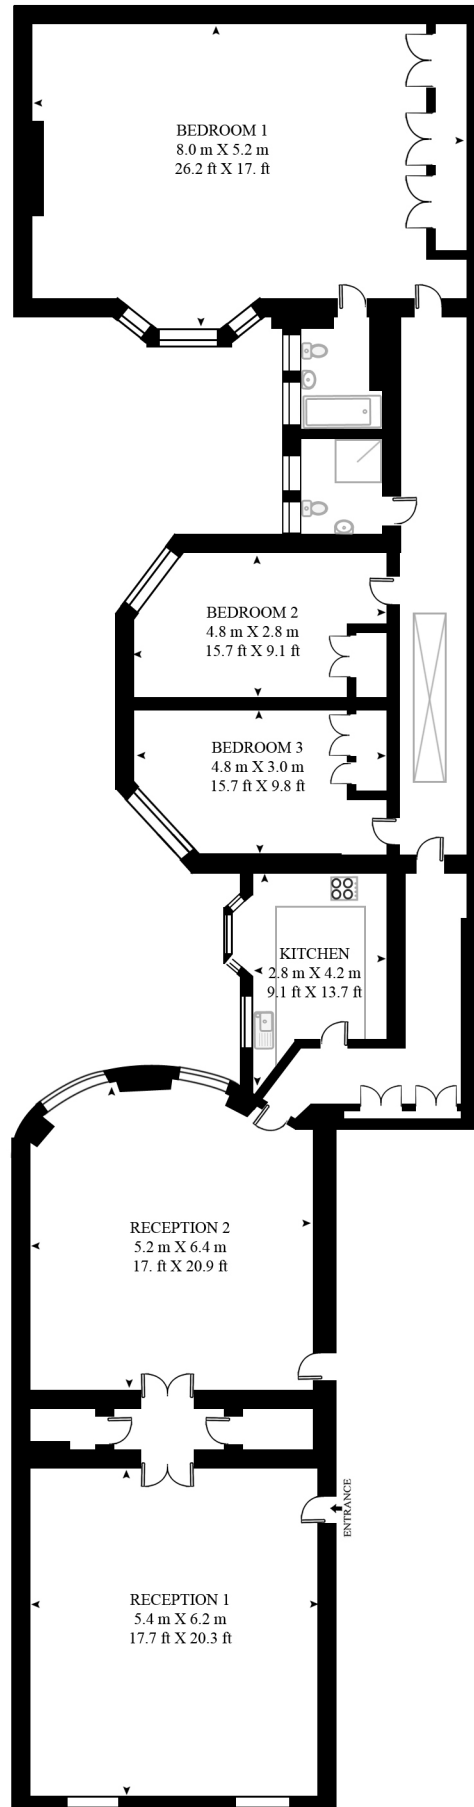 BEDROOM 1
8.0 m X 5.2 m
26.2 ft X 17. ft
BEDROOM 2
4.8 m X 2.8 m
15.7 ft X 9.1 ft
BEDROOM 3
4.8 m X 3.0 m
15.7 ft X 9.8 ft
KITCHEN
2.8 m X 4.2 m
9.1 ft X 13.7 ft
RECEPTION 2
5.2 m X 6.4 m
17. ft X 20.9 ft
ENTRANCE
RECEPTION 1
5.4 m X 6.2 m
17.7 ft X 20.3 ft